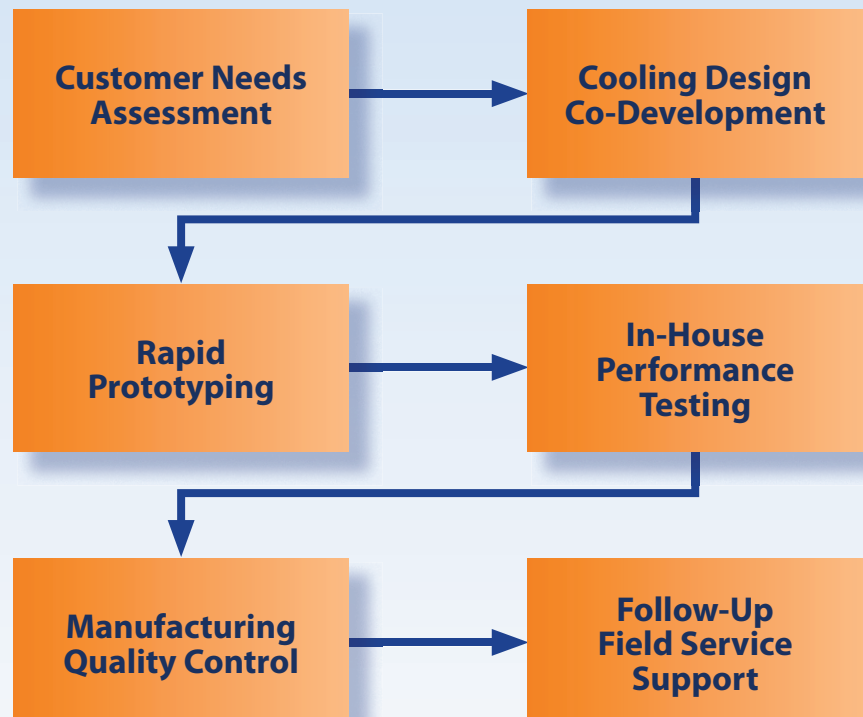 Customer Needs
Assessment
Cooling Design
Co-Development
Rapid
Prototyping
In-House
Performance
Testing
Manufacturing
Quality Control
Follow-Up
Field Service
Support